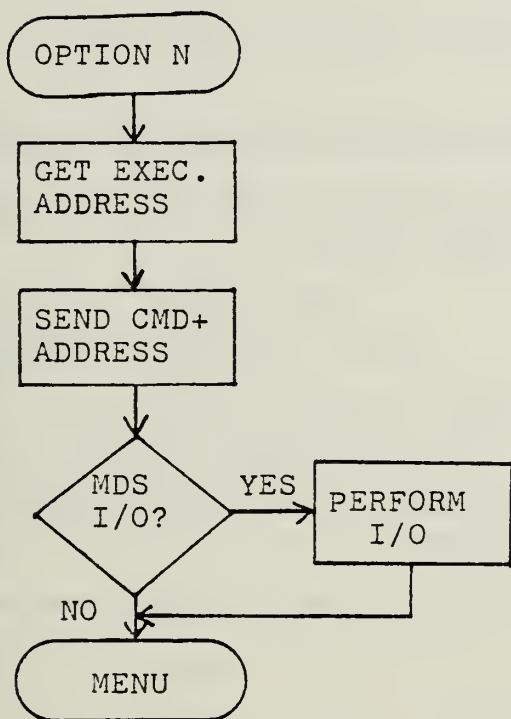 OPTION N
GET EXEC.
ADDRESS
SEND CMD+
ADDRESS
MDS
I/O?
YES
PERFORM
I/O
NO
MENU